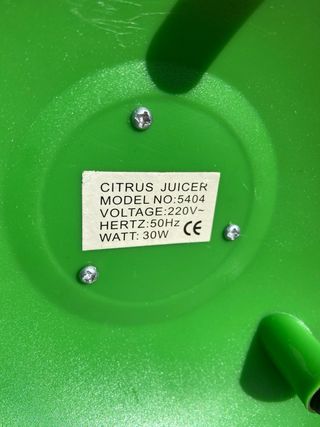 CITRUS JUICER
MODEL NO:5404
VOLTAGE:220V~
HERTZ:50Hz
WATT: 30W CE